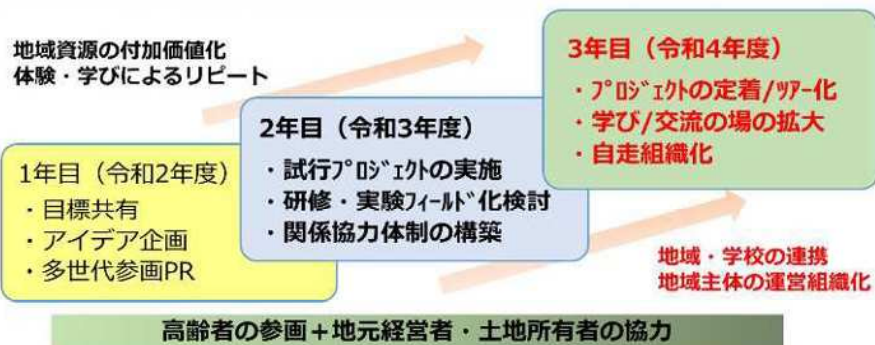 地域資源の付加価値化
体験・学びによるリピート
1年目（令和2年度）
・目標共有
・アイデア企画
・多世代参画PR
2年目（令和3年度）
・試行ﾌﾟﾛｼﾞｪｸﾄの実施
・研修・実験ﾌｨｰﾙﾄﾞ化検討
・関係協力体制の構築
3年目（令和4年度）
・ﾌﾟﾛｼﾞｪｸﾄの定着/ﾂｱｰ化
・学び/交流の場の拡大
・自走組織化
地域・学校の連携
地域主体の運営組織化
高齢者の参画＋地元経営者・土地所有者の協力